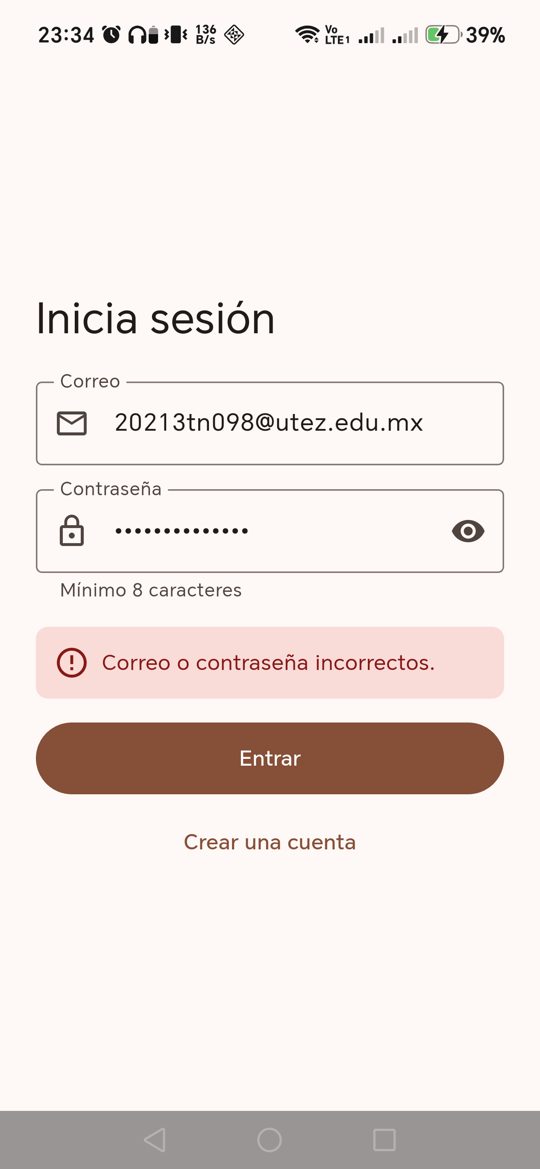 23:34 136 B/s Vo LTE1 39%
Inicia sesión
Correo
20213tn098@utez.edu.mx
Contraseña
••••••••••••••
Mínimo 8 caracteres
Correo o contraseña incorrectos.
Entrar
Crear una cuenta